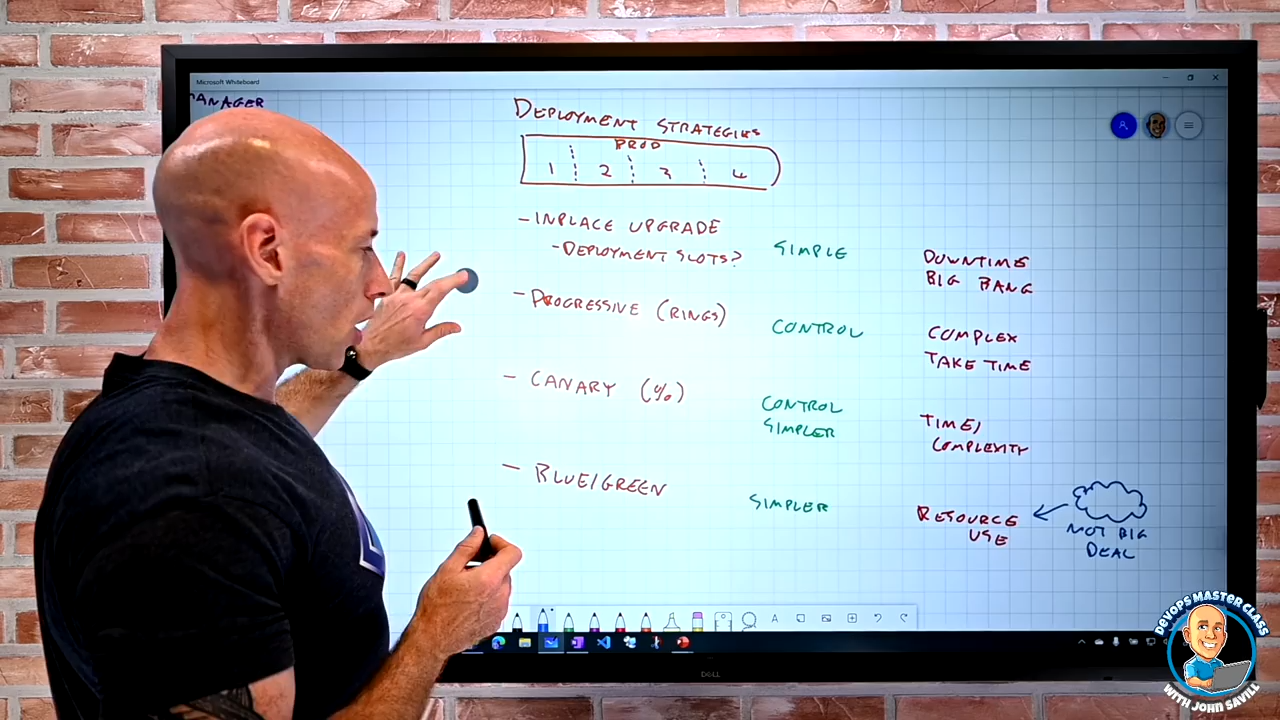 Microsoft Whiteboard
ANAGER
DEPLOYMENT STRATEGIES
PROD
1 2 3 4
- INPLACE UPGRADE
- DEPLOYMENT SLOTS?
SIMPLE
DOWNTIME
BIG BANG
- PROGRESSIVE (RINGS)
CONTROL
COMPLEX
TAKE TIME
- CANARY (%)
CONTROL
SIMPLER
TIME/
COMPLEXITY
- BLUE/GREEN
SIMPLER
RESOURCE
USE
NOT BIG
DEAL
A
DELL
DEVOPS MASTER CLASS
WITH JOHN SAVILL